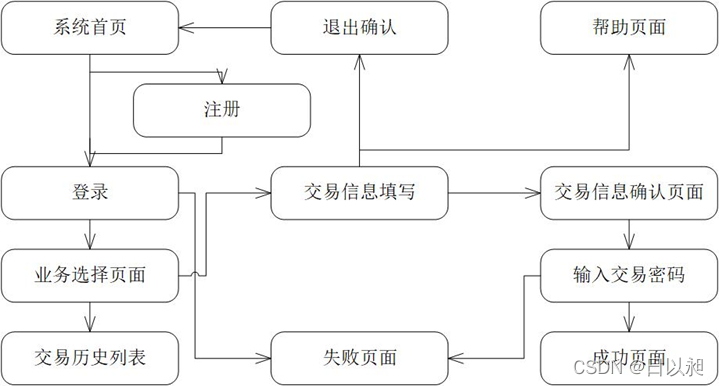 系统首页
退出确认
帮助页面
注册
登录
交易信息填写
交易信息确认页面
业务选择页面
输入交易密码
交易历史列表
失败页面
成功页面
CSDN @日以昶